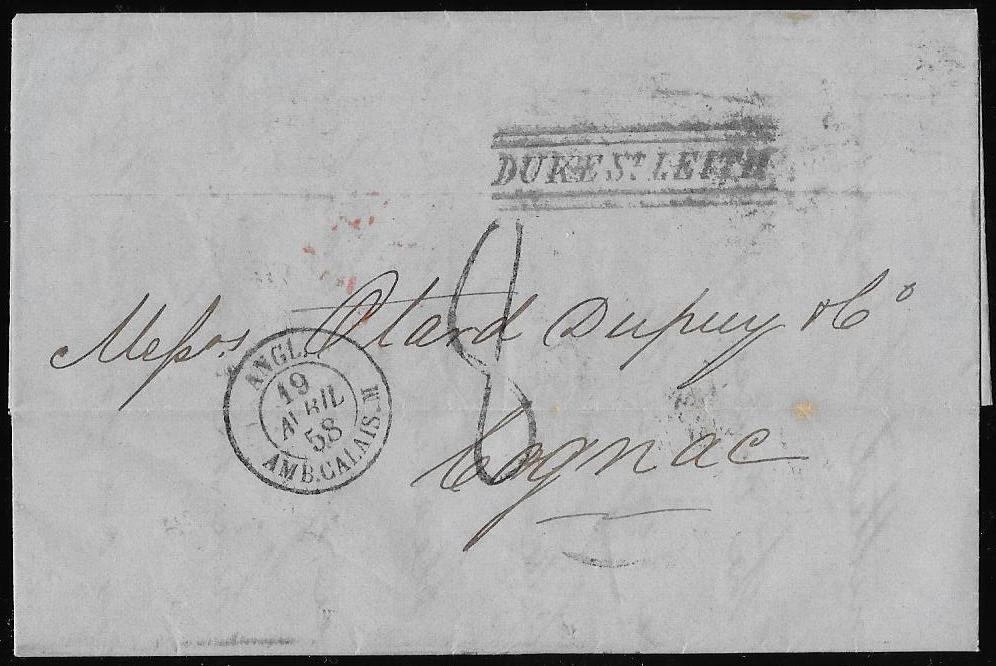 DUKE ST. LEITH
8
Messrs. Otard Dupuy & Co
ANGL.
19
AVRIL
58
AMB. CALAIS. H
Cognac